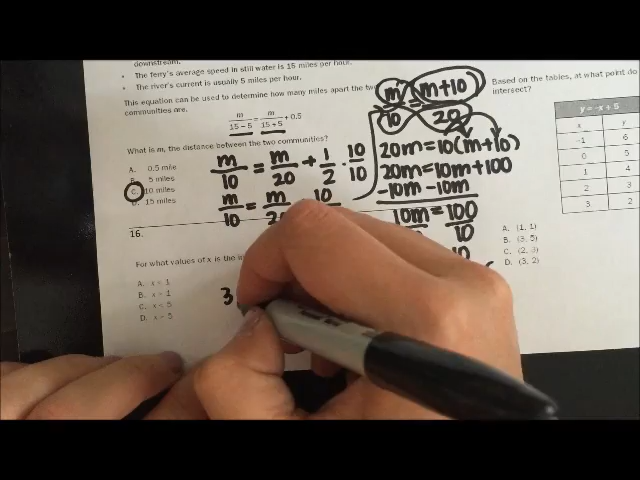 downstream.
• The ferry's average speed in still water is 15 miles per hour.
• The river's current is usually 5 miles per hour.
This equation can be used to determine how many miles apart the two
communities are.
m/(15 − 5) = m/(15 + 5) + 0.5
What is m, the distance between the two communities?
A. 0.5 mile
B. 5 miles
C. 10 miles
D. 15 miles
m/10 = m/20 + 1/2 · 10/10
m/10 = m/20 10
m/10 = (m+10)/20
20m = 10(m+10)
20m = 10m + 100
-10m -10m
10m = 100
10
16.
For what values of x is the
A. x < 1
B. x > 1
C. x < 5
D. x > 5
3
Based on the tables, at what point do
intersect?
y = -x + 5
x y
-1 6
0 5
1 4
2 3
3 2
A. (1, 1)
B. (3, 5)
C. (2, 3)
D. (3, 2)